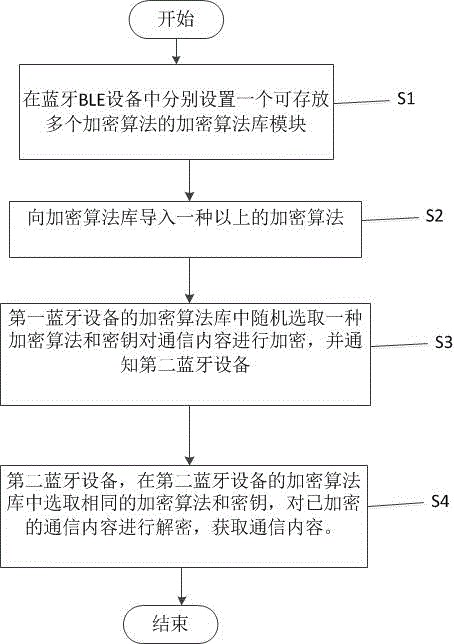 开始
在蓝牙BLE设备中分别设置一个可存放
多个加密算法的加密算法库模块
S1
向加密算法库导入一种以上的加密算法
S2
第一蓝牙设备的加密算法库中随机选取一种
加密算法和密钥对通信内容进行加密，并通
知第二蓝牙设备
S3
第二蓝牙设备，在第二蓝牙设备的加密算法
库中选取相同的加密算法和密钥，对已加密
的通信内容进行解密，获取通信内容。
S4
结束